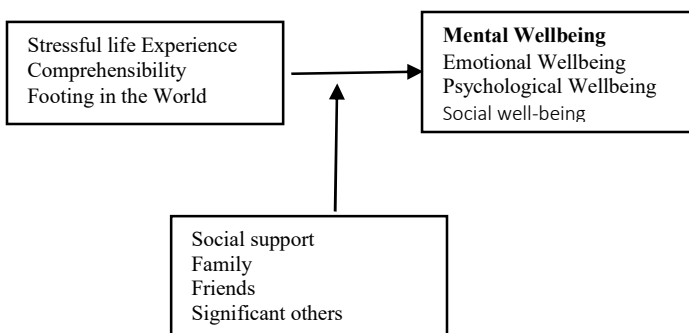 Stressful life Experience
Comprehensibility
Footing in the World
Mental Wellbeing
Emotional Wellbeing
Psychological Wellbeing
Social well-being
Social support
Family
Friends
Significant others